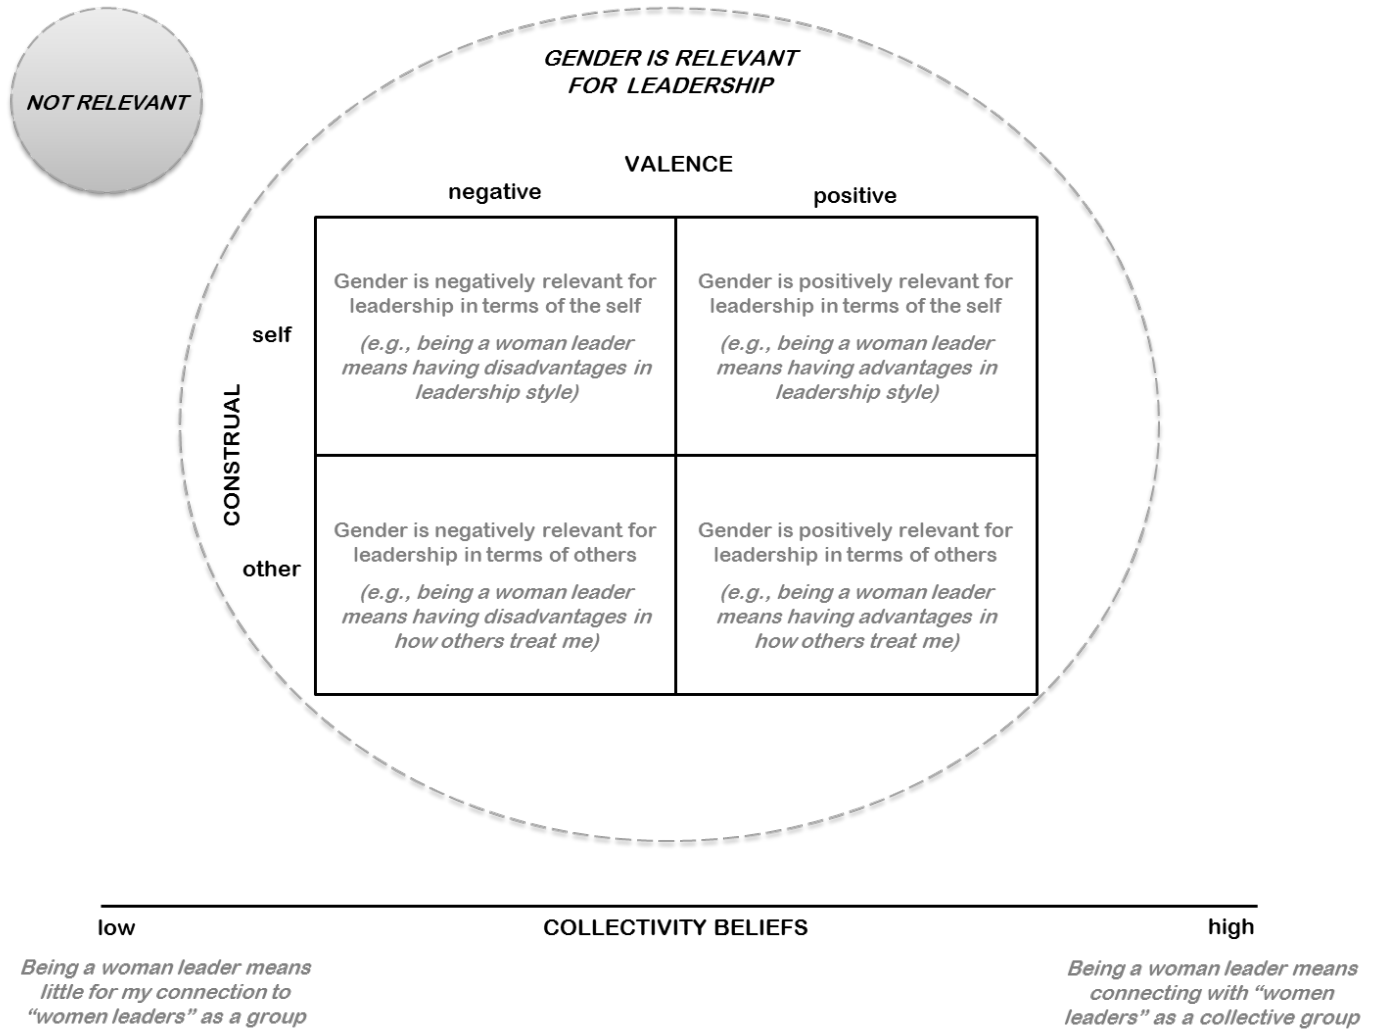 NOT RELEVANT
GENDER IS RELEVANT
FOR LEADERSHIP
VALENCE
negative
positive
CONSTRUAL
self
Gender is negatively relevant for
leadership in terms of the self
(e.g., being a woman leader
means having disadvantages in
leadership style)
Gender is positively relevant for
leadership in terms of the self
(e.g., being a woman leader
means having advantages in
leadership style)
other
Gender is negatively relevant for
leadership in terms of others
(e.g., being a woman leader
means having disadvantages in
how others treat me)
Gender is positively relevant for
leadership in terms of others
(e.g., being a woman leader
means having advantages in
how others treat me)
low
COLLECTIVITY BELIEFS
high
Being a woman leader means
little for my connection to
“women leaders” as a group
Being a woman leader means
connecting with “women
leaders” as a collective group